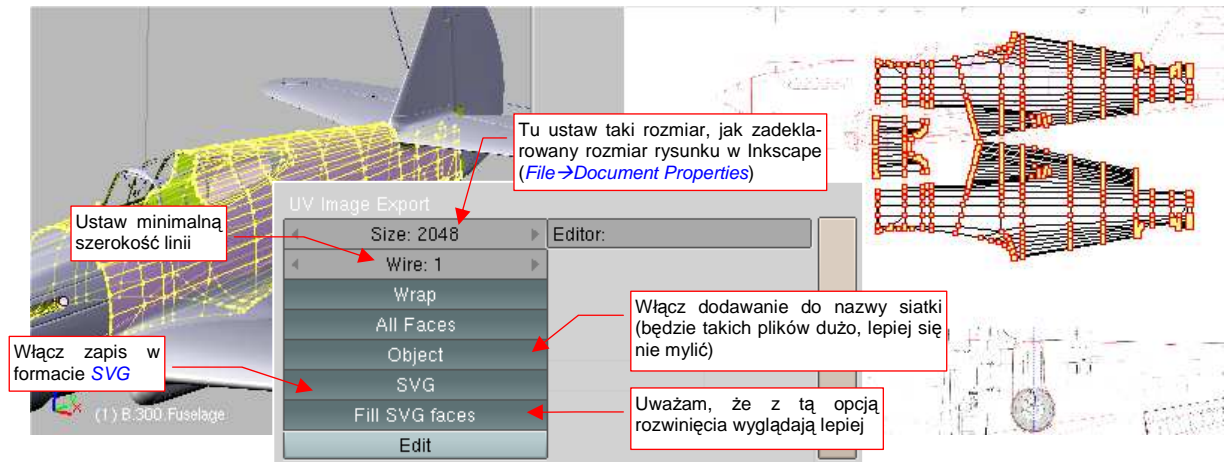 Tu ustaw taki rozmiar, jak zadekla-
rowany rozmiar rysunku w Inkscape
(File→Document Properties)
Ustaw minimalną
szerokość linii
UV Image Export
Size: 2048
Editor:
Wire: 1
Wrap
All Faces
Object
SVG
Fill SVG faces
Edit
Włącz dodawanie do nazwy siatki
(będzie takich plików dużo, lepiej się
nie mylić)
Włącz zapis w
formacie SVG
Uważam, że z tą opcją
rozwinięcia wyglądają lepiej
(1) B.300.Fuselage